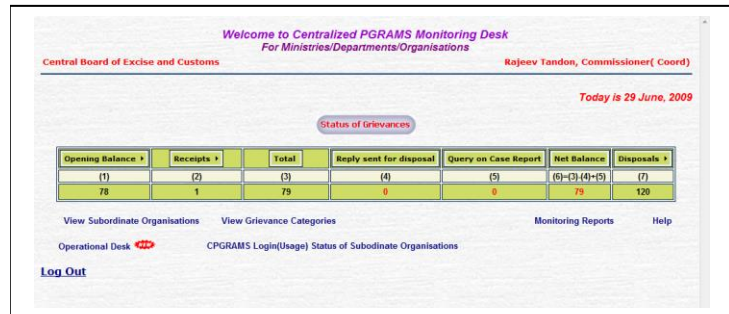 Welcome to Centralized PGRAMS Monitoring Desk
For Ministries/Departments/Organisations
Central Board of Excise and Customs Rajeev Tandon, Commissioner( Coord)
Today is 29 June, 2009
Status of Grievances
Opening Balance Receipts Total Reply sent for disposal Query on Case Report Net Balance Disposals
(1) (2) (3) (4) (5) (6)=(3)-(4)+(5) (7)
78 1 79 0 0 79 120
View Subordinate Organisations View Grievance Categories Monitoring Reports Help
Operational Desk NEW CPGRAMS Login(Usage) Status of Subodinate Organisations
Log Out